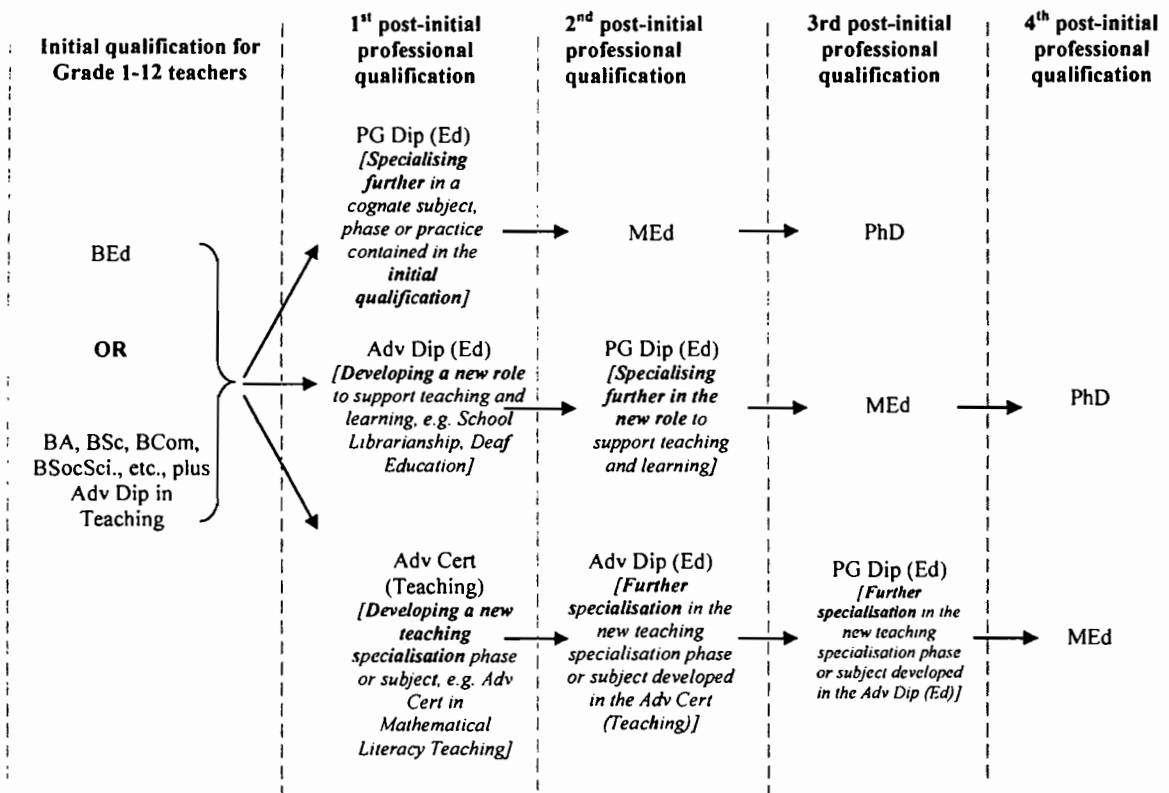 Initial qualification for
Grade 1-12 teachers
1st post-initial
professional
qualification
2nd post-initial
professional
qualification
3rd post-initial
professional
qualification
4th post-initial
professional
qualification
BEd
OR
BA, BSc, BCom,
BSocSci., etc., plus
Adv Dip in
Teaching
PG Dip (Ed)
[Specialising
further in a
cognate subject,
phase or practice
contained in the
initial
qualification]
MEd
PhD
Adv Dip (Ed)
[Developing a new role
to support teaching and
learning, e.g. School
Librarianship, Deaf
Education]
PG Dip (Ed)
[Specialising
further in the
new role to
support teaching
and learning]
MEd
PhD
Adv Cert
(Teaching)
[Developing a new
teaching
specialisation phase
or subject, e.g. Adv
Cert in
Mathematical
Literacy Teaching]
Adv Dip (Ed)
[Further
specialisation in the
new teaching
specialisation phase
or subject developed
in the Adv Cert
(Teaching)]
PG Dip (Ed)
[Further
specialisation in the
new teaching
specialisation phase
or subject developed
in the Adv Dip (Ed)]
MEd